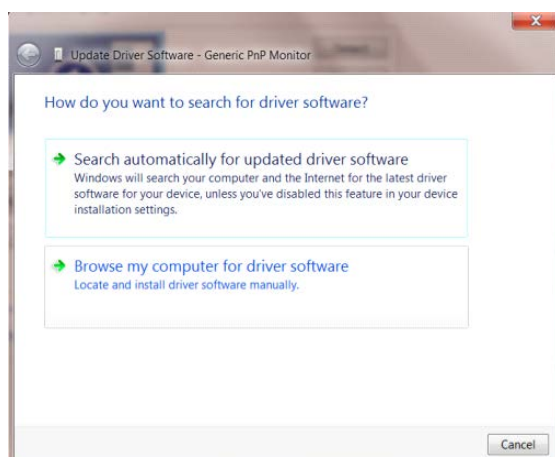 Update Driver Software - Generic PnP Monitor
How do you want to search for driver software?
Search automatically for updated driver software
Windows will search your computer and the Internet for the latest driver
software for your device, unless you've disabled this feature in your device
installation settings.
Browse my computer for driver software
Locate and install driver software manually.
Cancel